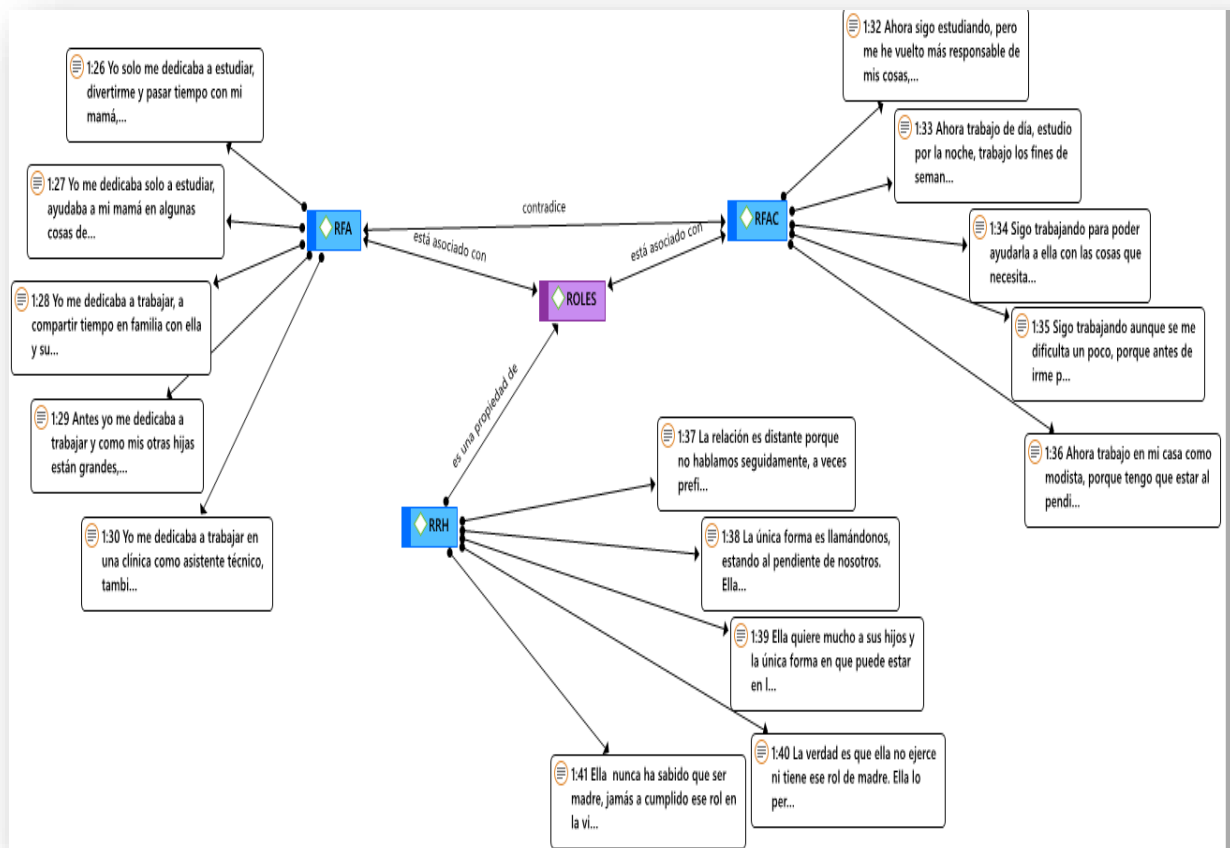 1:26 Yo solo me dedicaba a estudiar,
divertirme y pasar tiempo con mi
mamá,...
1:27 Yo me dedicaba solo a estudiar,
ayudaba a mi mamá en algunas
cosas de...
1:28 Yo me dedicaba a trabajar, a
compartir tiempo en familia con ella
y su...
1:29 Antes yo me dedicaba a
trabajar y como mis otras hijas
están grandes,...
1:30 Yo me dedicaba a trabajar en
una clínica como asistente técnico,
tambi...
RFA
contradice
RFAC
está asociado con
está asociado con
ROLES
es una propiedad de
RRH
1:32 Ahora sigo estudiando, pero
me he vuelto más responsable de
mis cosas,...
1:33 Ahora trabajo de día, estudio
por la noche, trabajo los fines de
seman...
1:34 Sigo trabajando para poder
ayudarla a ella con las cosas que
necesita...
1:35 Sigo trabajando aunque se me
dificulta un poco, porque antes de
irme p...
1:36 Ahora trabajo en mi casa como
modista, porque tengo que estar al
pendi...
1:37 La relación es distante porque
no hablamos seguidamente, a veces
prefi...
1:38 La única forma es llamándonos,
estando al pendiente de nosotros.
Ella...
1:39 Ella quiere mucho a sus hijos y
la única forma en que puede estar
en l...
1:40 La verdad es que ella no ejerce
ni tiene ese rol de madre. Ella lo
per...
1:41 Ella nunca ha sabido que ser
madre, jamás a cumplido ese rol en
la vi...